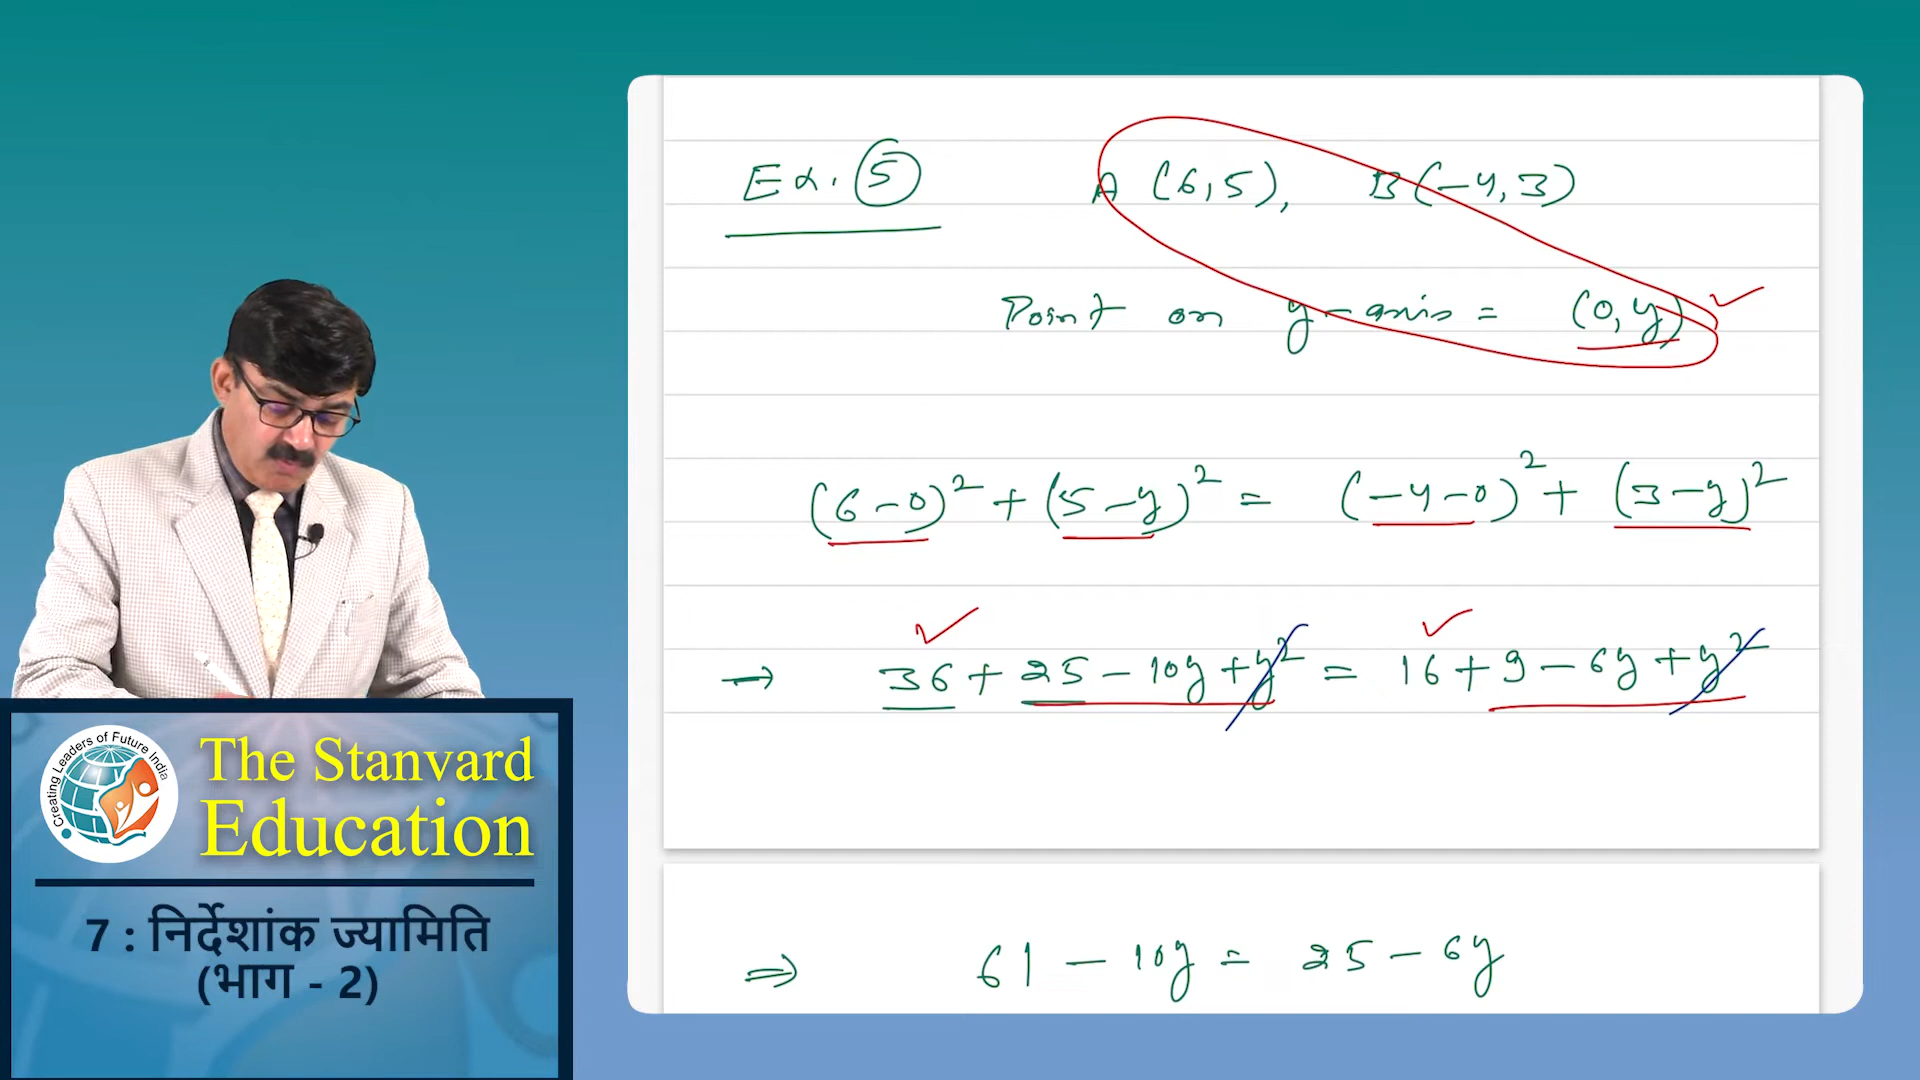 Ex. 5 A (6,5), B(-4,3)
Point on y-axis = (0,y)
(6-0)² + (5-y)² = (-4-0)² + (3-y)²
→ 36 + 25 - 10y + y² = 16 + 9 - 6y + y²
⇒ 61 - 10y = 25 - 6y
Creating Leaders of Future India
The Stanvard
Education
7 : निर्देशांक ज्यामिति
(भाग - 2)